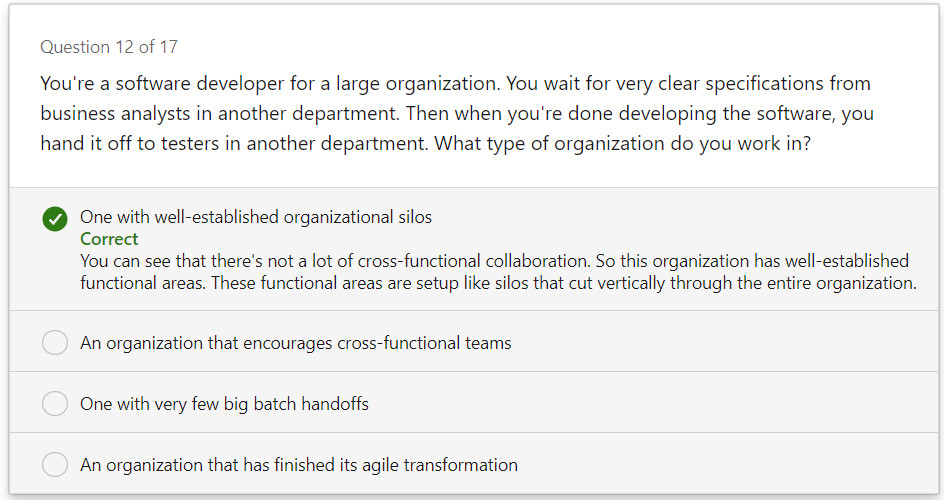 Question 12 of 17
You're a software developer for a large organization. You wait for very clear specifications from
business analysts in another department. Then when you're done developing the software, you
hand it off to testers in another department. What type of organization do you work in?
One with well-established organizational silos
Correct
You can see that there's not a lot of cross-functional collaboration. So this organization has well-established
functional areas. These functional areas are setup like silos that cut vertically through the entire organization.
An organization that encourages cross-functional teams
One with very few big batch handoffs
An organization that has finished its agile transformation